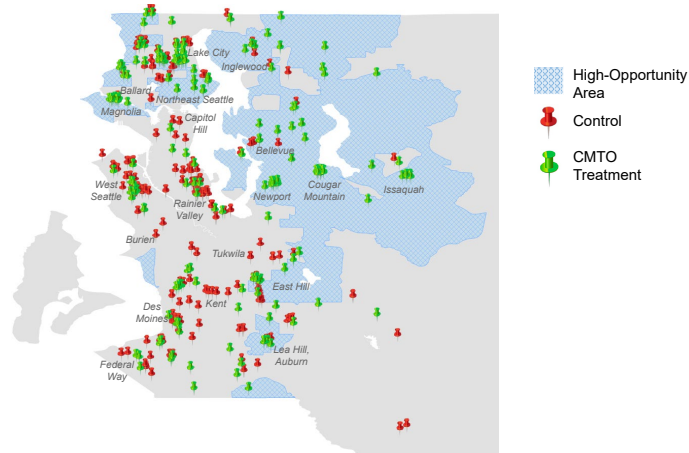 Lake City
Inglewood
Ballard
Northeast Seattle
Magnolia
Capitol
Hill
Bellevue
West
Seattle
Rainier
Valley
Newport
Cougar
Mountain
Issaquah
Burien
Tukwila
East Hill
Kent
Des
Moines
Lea Hill,
Auburn
Federal
Way
High-Opportunity
Area
Control
CMTO
Treatment